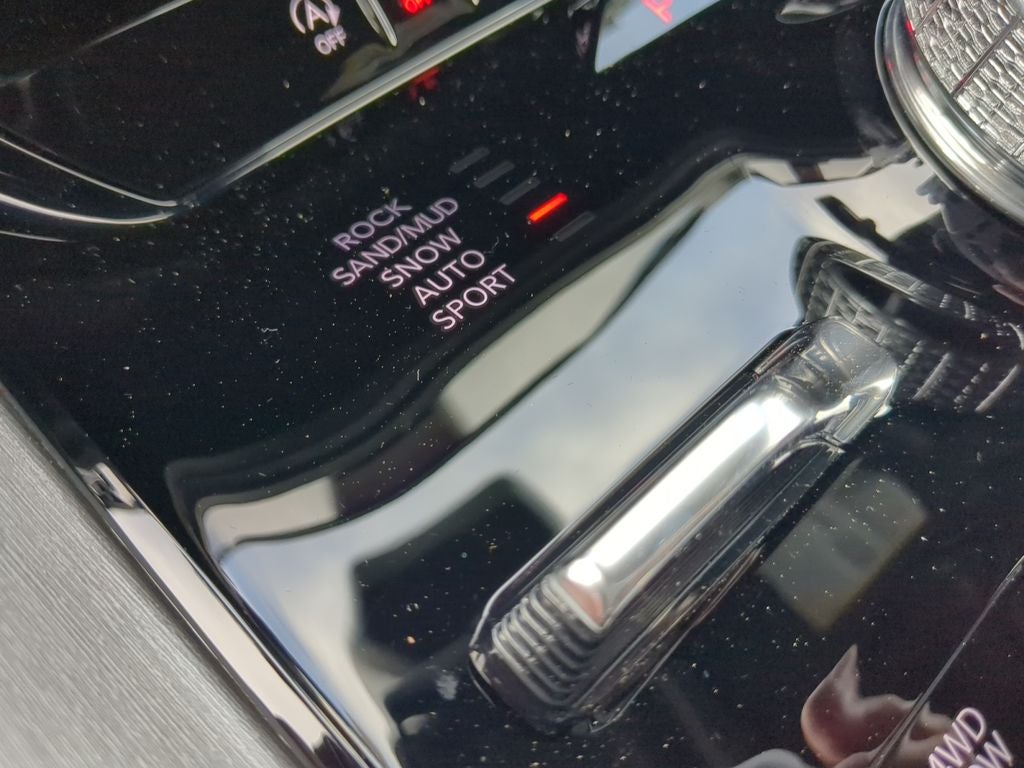 A
OFF
ROCK
SAND/MUD
SNOW
AUTO
SPORT